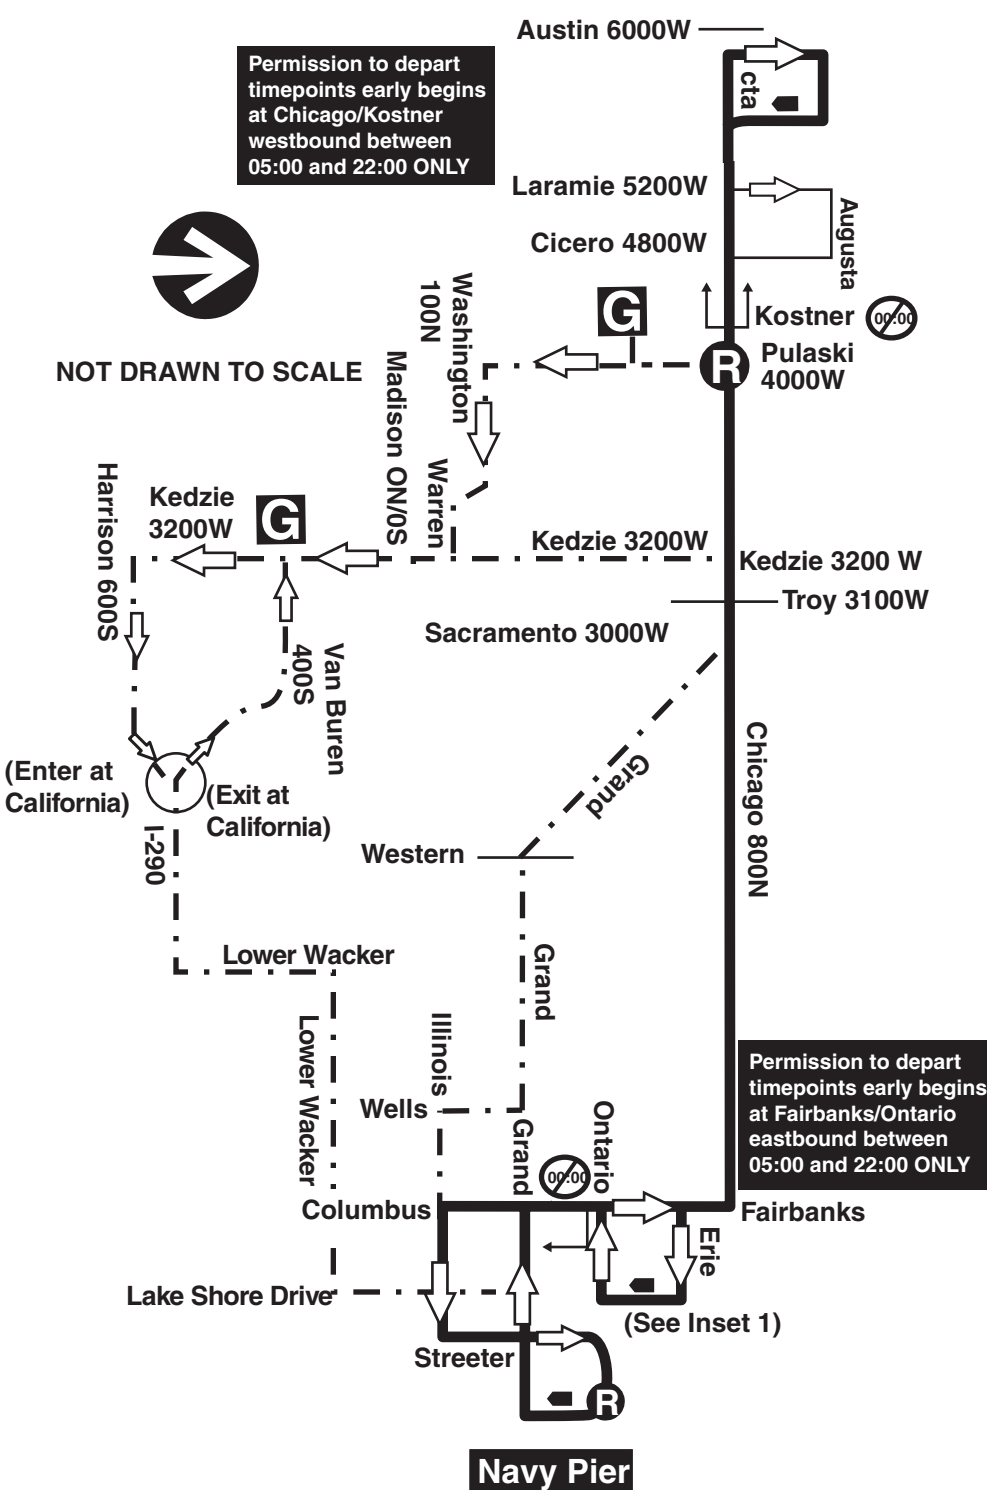 Austin 6000W
Permission to depart
timepoints early begins
at Chicago/Kostner
westbound between
05:00 and 22:00 ONLY
cta
Laramie 5200W
Augusta
Cicero 4800W
Washington
100N
G
Kostner
00:00
NOT DRAWN TO SCALE
R
Pulaski
4000W
Madison ON/0S
Warren
Harrison 600S
Kedzie
3200W
G
Kedzie 3200W
Kedzie 3200 W
Troy 3100W
Sacramento 3000W
Van Buren
400S
Grand
Chicago 800N
(Enter at
California)
(Exit at
California)
I-290
Western
Lower Wacker
Grand
Lower Wacker
Illinois
Permission to depart
timepoints early begins
at Fairbanks/Ontario
eastbound between
05:00 and 22:00 ONLY
Wells
Grand
00:00
Ontario
Columbus
Fairbanks
Erie
Lake Shore Drive
(See Inset 1)
Streeter
R
Navy Pier